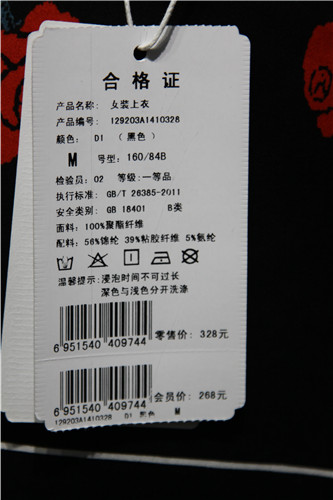 合格证
产品名称: 女装上衣
产品编号: 129203A1410328
颜色: D1 (黑色)
M 号型: 160/84B
检验员: 02 等级: 一等品
执行标准: GB/T 26385-2011
安全类别: GB 18401 B类
面料: 100%聚脂纤维
配料: 56%锦纶 39%粘胶纤维 5%氨纶
温馨提示: 浸泡时间不可过长
深色与浅色分开洗涤
零售价: 328元
6 951540 409744
会员价: 268元
6 951540 409744
129203A1410328 D1 黑色 M